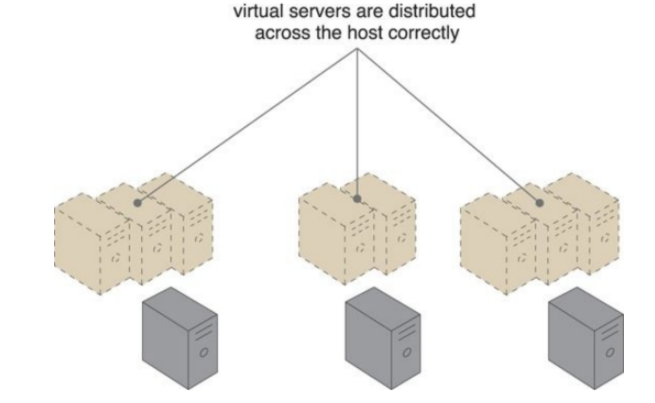 virtual servers are distributed
across the host correctly